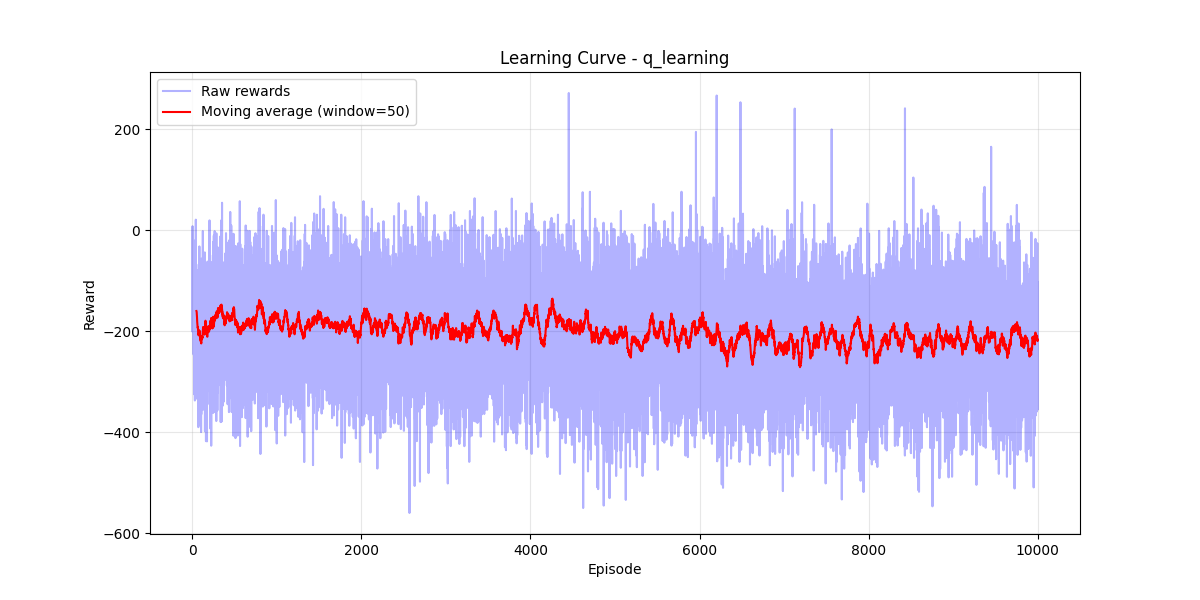 Learning Curve - q_learning
Raw rewards
Moving average (window=50)
200
0
−200
−400
−600
Reward
0
2000
4000
6000
8000
10000
Episode